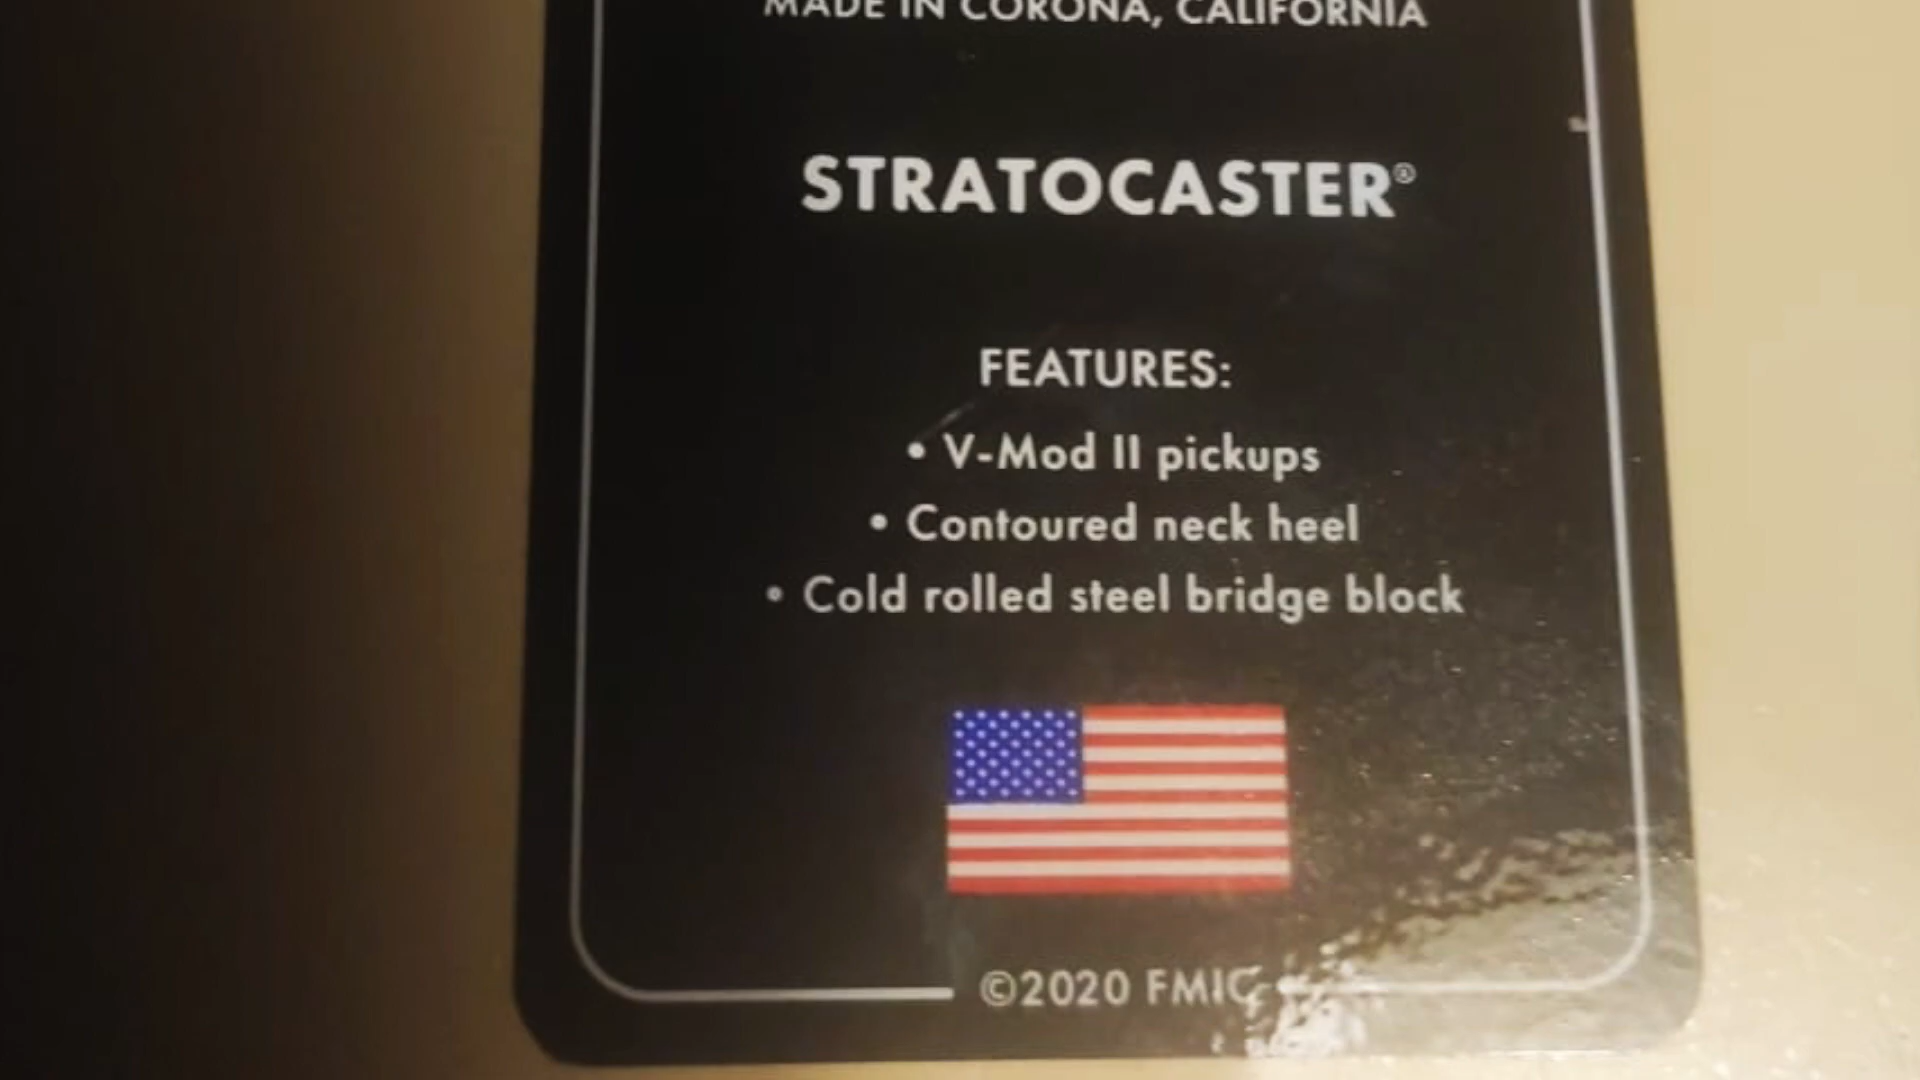 MADE IN CORONA, CALIFORNIA
STRATOCASTER®
FEATURES:
• V-Mod II pickups
• Contoured neck heel
• Cold rolled steel bridge block
©2020 FMIC